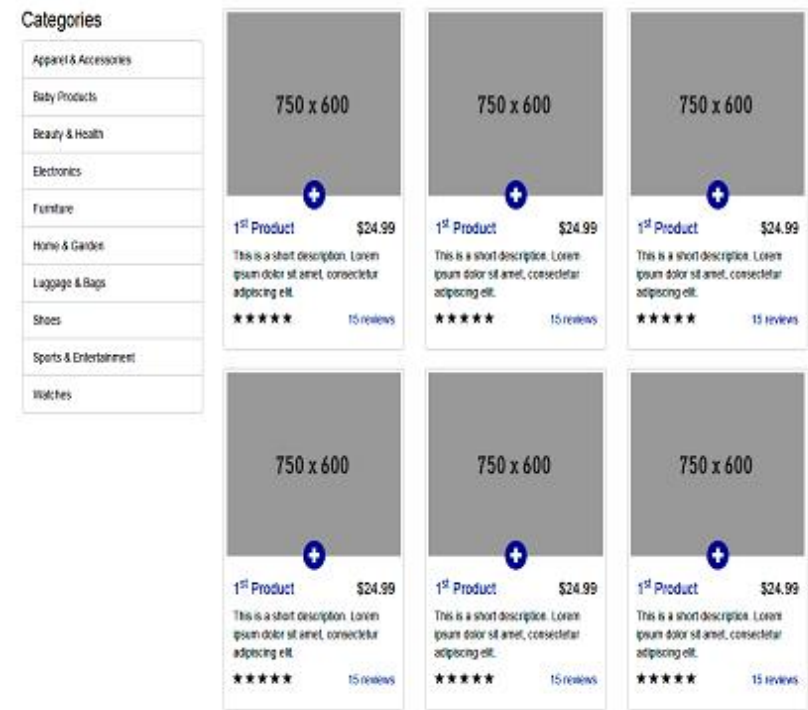 Categories
Apparel & Accessories
Baby Products
Beauty & Health
Electronics
Furniture
Home & Garden
Luggage & Bags
Shoes
Sports & Entertainment
Watches
750 x 600
1st Product $24.99
This is a short description. Lorem
ipsum dolor sit amet, consectetur
adipiscing elit.
★★★★★ 15 reviews
750 x 600
1st Product $24.99
This is a short description. Lorem
ipsum dolor sit amet, consectetur
adipiscing elit.
★★★★★ 15 reviews
750 x 600
1st Product $24.99
This is a short description. Lorem
ipsum dolor sit amet, consectetur
adipiscing elit.
★★★★★ 15 reviews
750 x 600
1st Product $24.99
This is a short description. Lorem
ipsum dolor sit amet, consectetur
adipiscing elit.
★★★★★ 15 reviews
750 x 600
1st Product $24.99
This is a short description. Lorem
ipsum dolor sit amet, consectetur
adipiscing elit.
★★★★★ 15 reviews
750 x 600
1st Product $24.99
This is a short description. Lorem
ipsum dolor sit amet, consectetur
adipiscing elit.
★★★★★ 15 reviews